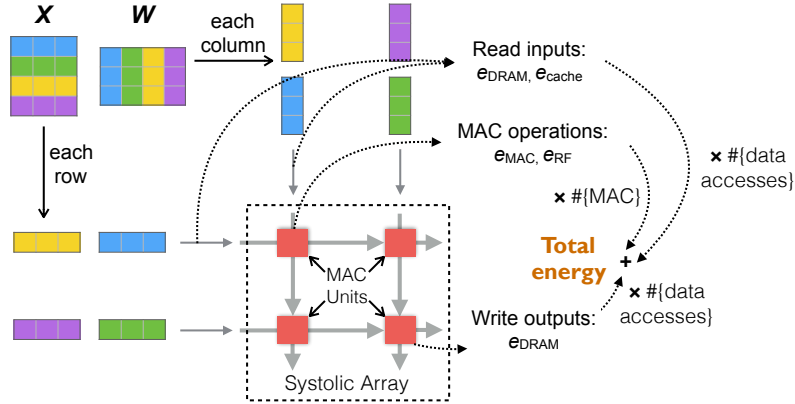 X
W
each
column
Read inputs:
eDRAM, ecache
MAC operations:
eMAC, eRF
× #{data
accesses}
× #{MAC}
each
row
Total
energy
+
MAC
Units
× #{data
accesses}
Write outputs:
eDRAM
Systolic Array